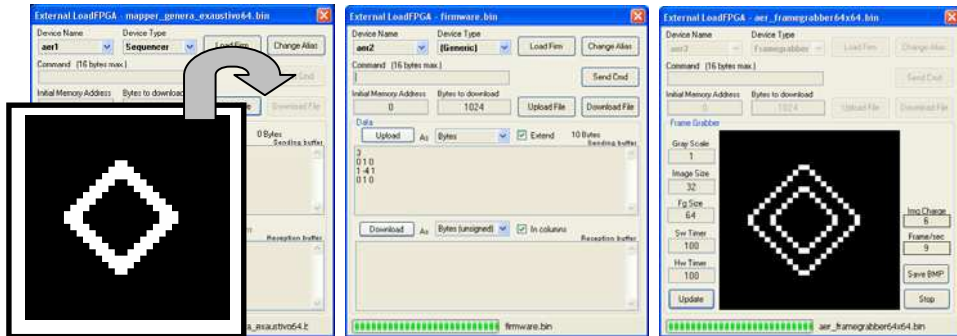 External LoadFPGA - mapper_genera_exaustivo64.bin
Device Name Device Type
aer1 Sequencer Load Firm Change Alias
Command (16 bytes max.)
Cmd
Initial Memory Address Bytes to download
File Download File
0 Bytes
Sending buffer
Reception buffer
a_exaustivo64.b
External LoadFPGA - firmware.bin
Device Name Device Type
aer2 (Generic) Load Firm Change Alias
Command (16 bytes max.)
Send Cmd
Initial Memory Address Bytes to download
0 1024 Upload File Download File
Data
Upload As Bytes Extend 10 Bytes
Sending buffer
3
0 1 0
1 -4 1
0 1 0
Download As Bytes (unsigned) In columns
Reception buffer
firmware.bin
External LoadFPGA - aer_framegrabber64x64.bin
Device Name Device Type
aer3 Framegrabber Load Firm Change Alias
Command (16 bytes max.)
Send Cmd
Initial Memory Address Bytes to download
0 1024 Upload File Download File
Frame Grabber
Gray Scale
1
Image Size
32
Fg Size
64
Sw Timer
100
Hw Timer
100
Update
Img Charge
6
Frame/sec
9
Save BMP
Stop
aer_framegrabber64x64.bin